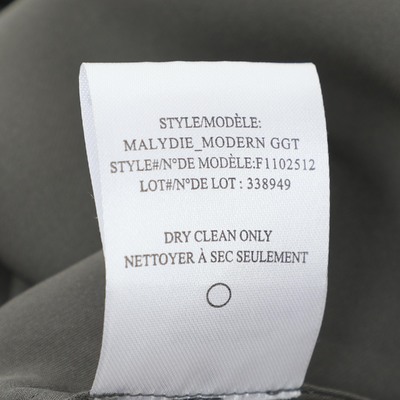 STYLE/MODÈLE:
MALYDIE_MODERN GGT
STYLE#/N°DE MODÈLE:F1102512
LOT#/N°DE LOT : 338949
DRY CLEAN ONLY
NETTOYER À SEC SEULEMENT